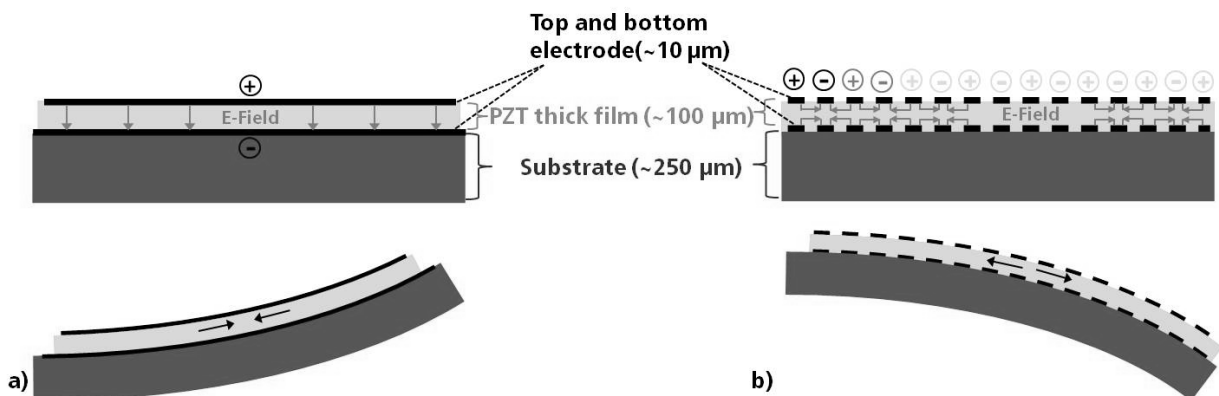 Top and bottom
electrode(~10 µm)
+
E-Field
-
PZT thick film (~100 µm)
Substrate (~250 µm)
+ - + - + - + + + + + + - +
E-Field
a)
b)